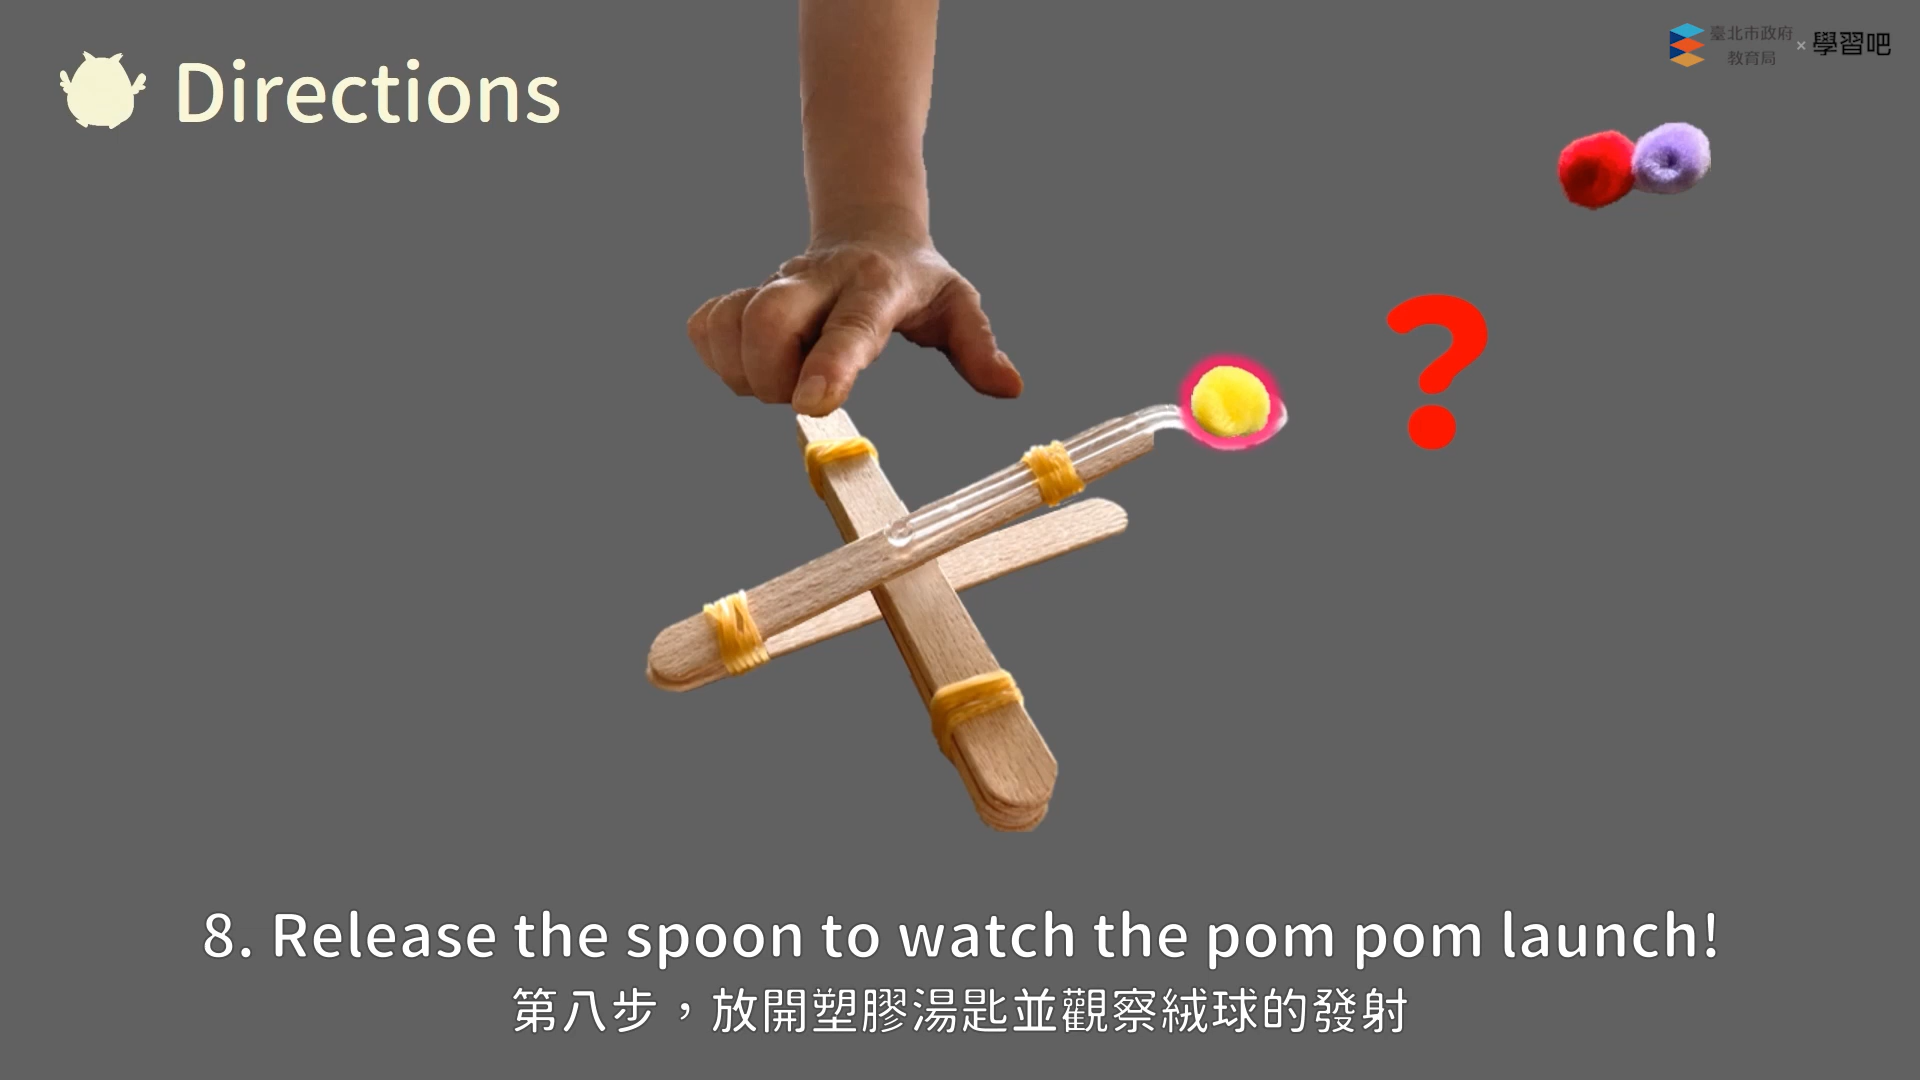 Directions
臺北市政府
教育局
× 學習吧
?
8. Release the spoon to watch the pom pom launch!
第八步，放開塑膠湯匙並觀察絨球的發射